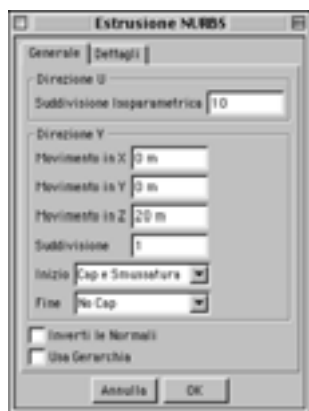 Estrusione NURBS
Generale Dettagli
Direzione U
Suddivisione Isoparametrica 10
Direzione V
Movimento in X 0 m
Movimento in Y 0 m
Movimento in Z 20 m
Suddivisione 1
Inizio Cap e Smussatura
Fine No Cap
Inverti le Normali
Usa Gerarchia
Annulla OK